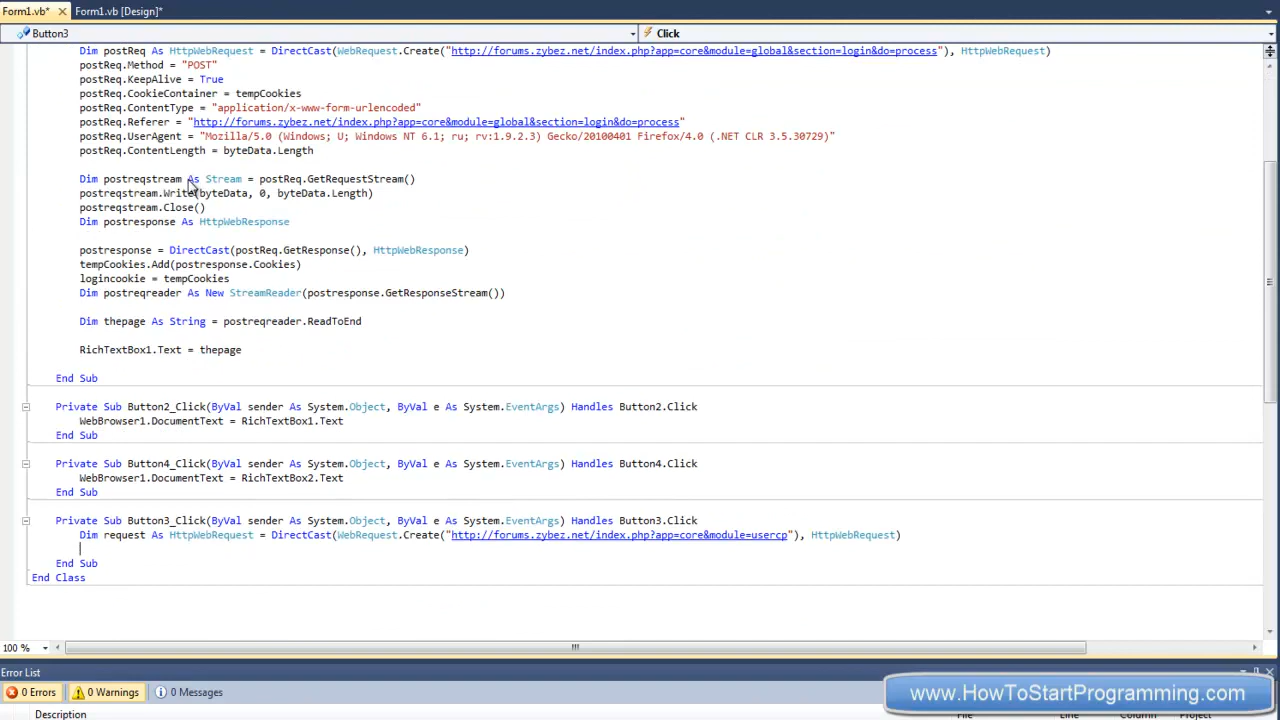 Form1.vb* × Form1.vb [Design]*
Button3 Click
Dim postReq As HttpWebRequest = DirectCast(WebRequest.Create("http://forums.zybez.net/index.php?app=core&module=global&section=login&do=process"), HttpWebRequest)
postReq.Method = "POST"
postReq.KeepAlive = True
postReq.CookieContainer = tempCookies
postReq.ContentType = "application/x-www-form-urlencoded"
postReq.Referer = "http://forums.zybez.net/index.php?app=core&module=global&section=login&do=process"
postReq.UserAgent = "Mozilla/5.0 (Windows; U; Windows NT 6.1; ru; rv:1.9.2.3) Gecko/20100401 Firefox/4.0 (.NET CLR 3.5.30729)"
postReq.ContentLength = byteData.Length
Dim postreqstream As Stream = postReq.GetRequestStream()
postreqstream.Write(byteData, 0, byteData.Length)
postreqstream.Close()
Dim postresponse As HttpWebResponse
postresponse = DirectCast(postReq.GetResponse(), HttpWebResponse)
tempCookies.Add(postresponse.Cookies)
logincookie = tempCookies
Dim postreqreader As New StreamReader(postresponse.GetResponseStream())
Dim thepage As String = postreqreader.ReadToEnd
RichTextBox1.Text = thepage
End Sub
Private Sub Button2_Click(ByVal sender As System.Object, ByVal e As System.EventArgs) Handles Button2.Click
WebBrowser1.DocumentText = RichTextBox1.Text
End Sub
Private Sub Button4_Click(ByVal sender As System.Object, ByVal e As System.EventArgs) Handles Button4.Click
WebBrowser1.DocumentText = RichTextBox2.Text
End Sub
Private Sub Button3_Click(ByVal sender As System.Object, ByVal e As System.EventArgs) Handles Button3.Click
Dim request As HttpWebRequest = DirectCast(WebRequest.Create("http://forums.zybez.net/index.php?app=core&module=usercp"), HttpWebRequest)
End Sub
End Class
100 %
Error List
0 Errors 0 Warnings 0 Messages
www.HowToStartProgramming.com
Description File Line Column Project